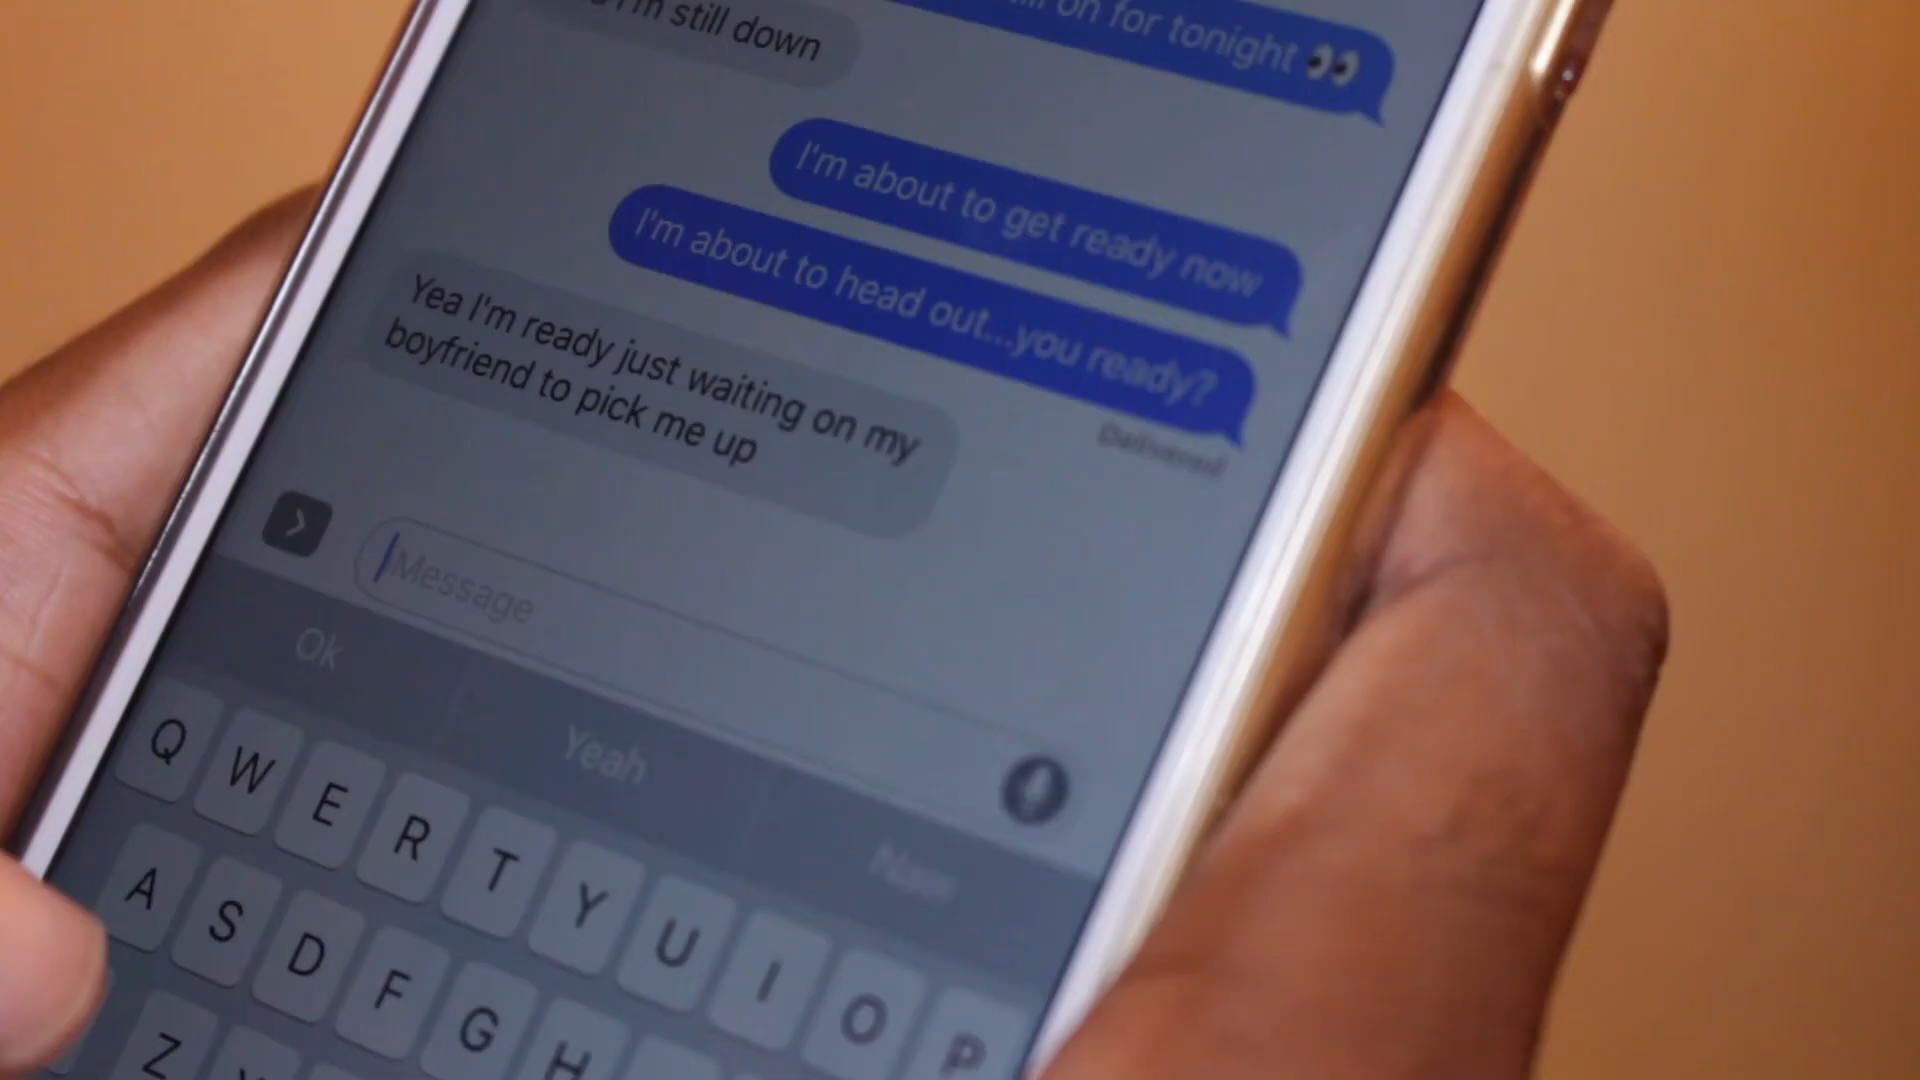 on for tonight 👀
I'm still down
I'm about to get ready now
I'm about to head out...you ready?
Delivered
Yea I'm ready just waiting on my
boyfriend to pick me up
Message
Ok
Yeah
Q W E R T Y U I O P
A S D F G H
Z